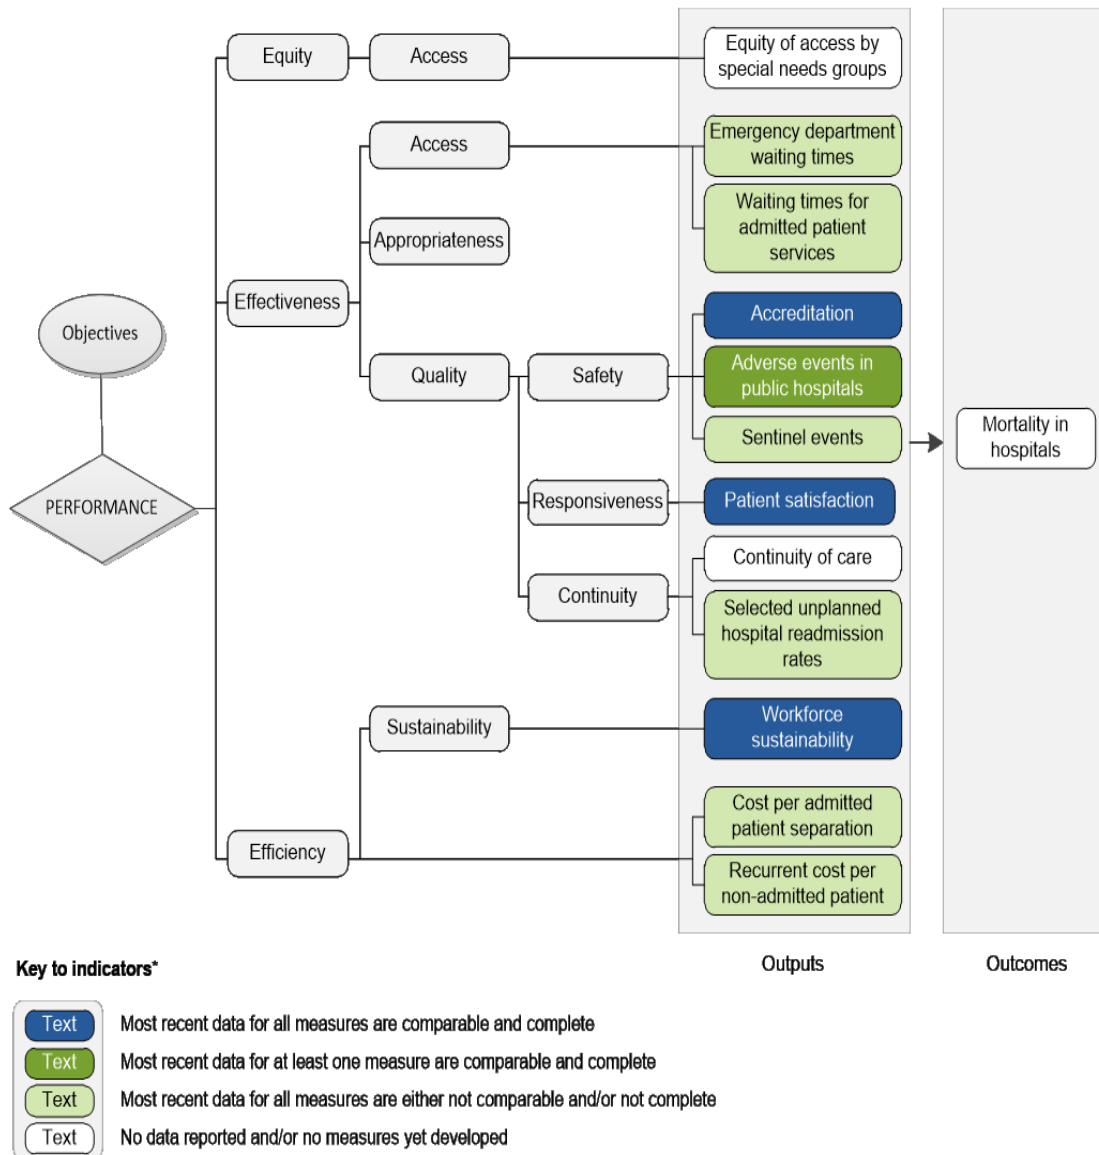 Equity
Access
Equity of access by
special needs groups
Access
Emergency department
waiting times
Waiting times for
admitted patient
services
Appropriateness
Effectiveness
Objectives
Accreditation
Quality
Safety
Adverse events in
public hospitals
Sentinel events
Mortality in
hospitals
PERFORMANCE
Responsiveness
Patient satisfaction
Continuity of care
Continuity
Selected unplanned
hospital readmission
rates
Sustainability
Workforce
sustainability
Cost per admitted
patient separation
Efficiency
Recurrent cost per
non-admitted patient
Outputs
Outcomes
Key to indicators*
Text Most recent data for all measures are comparable and complete
Text Most recent data for at least one measure are comparable and complete
Text Most recent data for all measures are either not comparable and/or not complete
Text No data reported and/or no measures yet developed